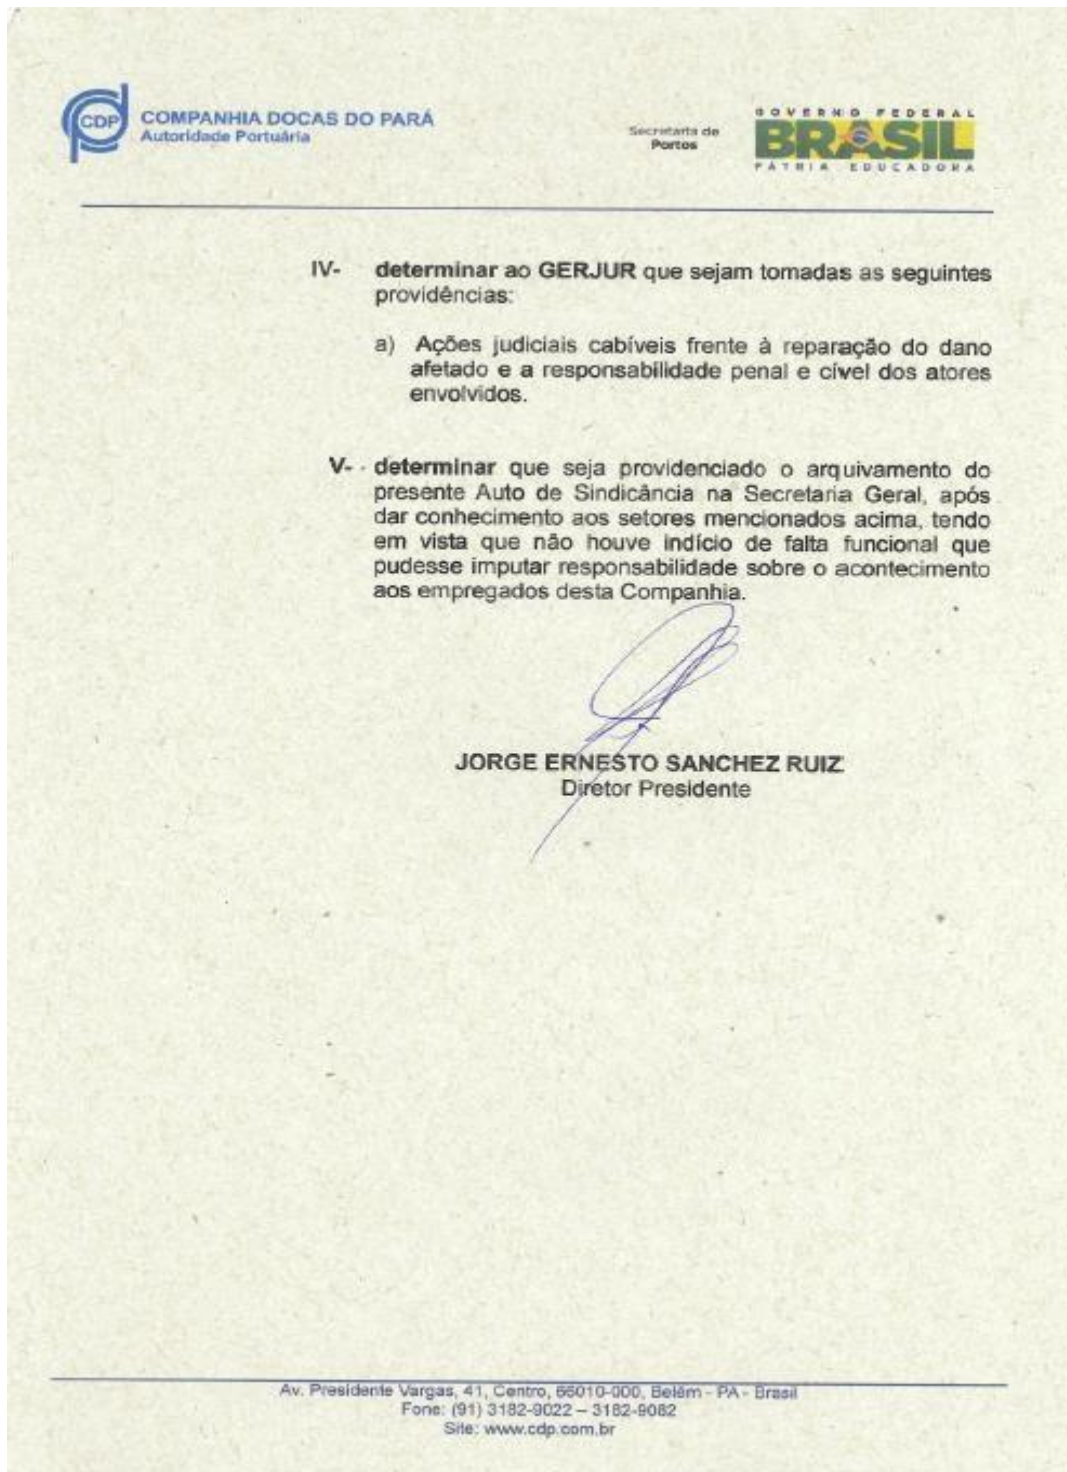 CDP
COMPANHIA DOCAS DO PARÁ
Autoridade Portuária
Secretaria de
Portos
GOVERNO FEDERAL
BRASIL
PÁTRIA EDUCADORA
IV- determinar ao GERJUR que sejam tomadas as seguintes
providências:
a) Ações judiciais cabíveis frente à reparação do dano
afetado e a responsabilidade penal e cível dos atores
envolvidos.
V- determinar que seja providenciado o arquivamento do
presente Auto de Sindicância na Secretaria Geral, após
dar conhecimento aos setores mencionados acima, tendo
em vista que não houve indício de falta funcional que
pudesse imputar responsabilidade sobre o acontecimento
aos empregados desta Companhia.
JORGE ERNESTO SANCHEZ RUIZ
Diretor Presidente
Av. Presidente Vargas, 41, Centro, 66010-000, Belém - PA - Brasil
Fone: (91) 3182-9022 – 3182-9082
Site: www.cdp.com.br